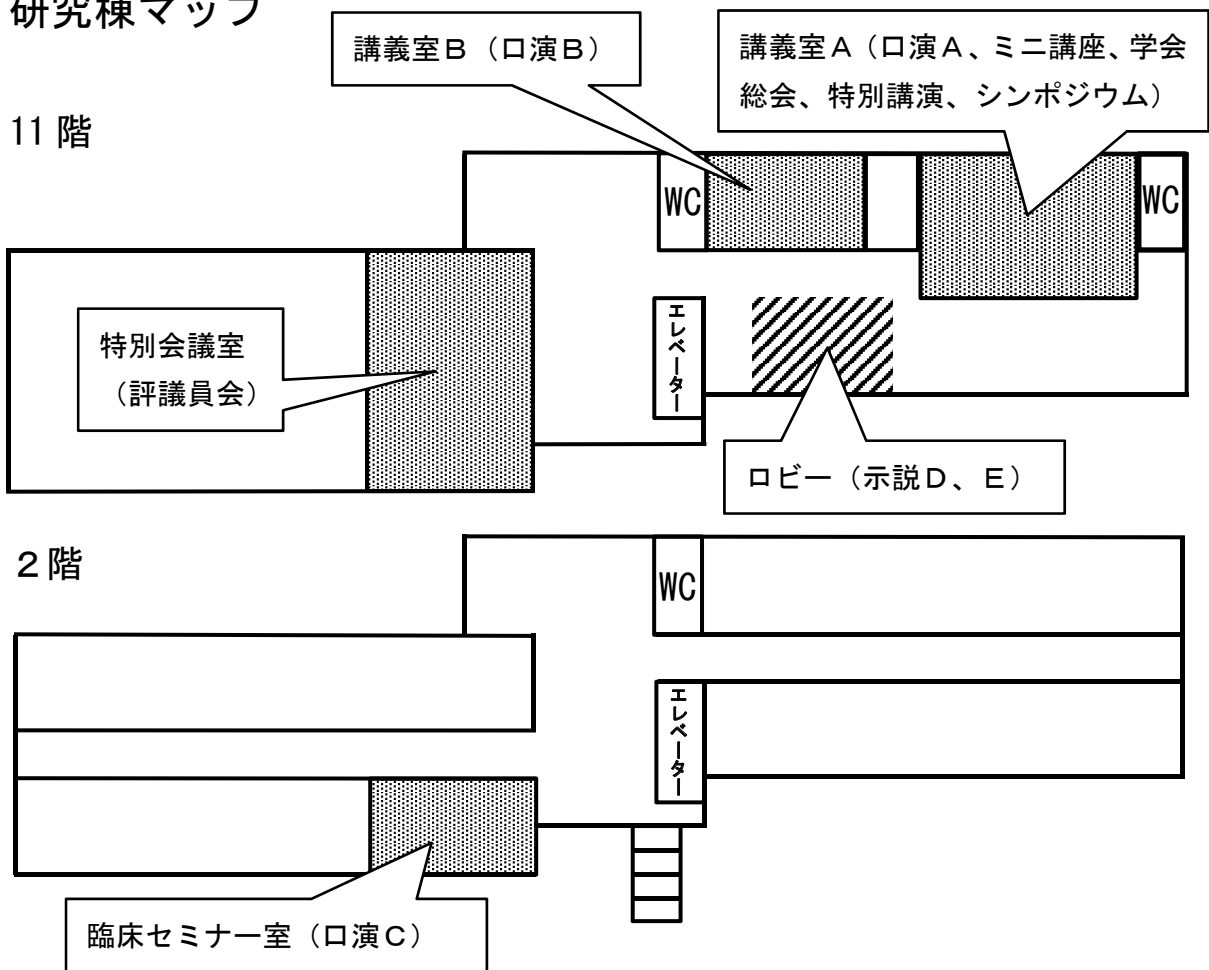 研究棟マップ
講義室B（口演B）
講義室A（口演A、ミニ講座、学会
総会、特別講演、シンポジウム）
11階
WC
WC
特別会議室
（評議員会）
エレベーター
ロビー（示説D、E）
２階
WC
エレベーター
臨床セミナー室（口演C）